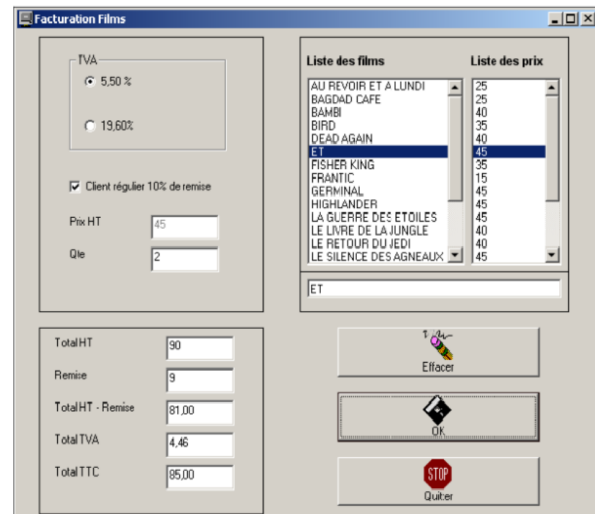 Facturation Films
TVA
5,50 %
19,60%
Client régulier 10% de remise
Prix HT
45
Qte
2
Liste des films
Liste des prix
AU REVOIR ET A LUNDI
25
BAGDAD CAFE
25
BAMBI
40
BIRD
35
DEAD AGAIN
40
ET
45
FISHER KING
35
FRANTIC
15
GERMINAL
45
HIGHLANDER
45
LA GUERRE DES ETOILES
45
LE LIVRE DE LA JUNGLE
40
LE RETOUR DU JEDI
40
LE SILENCE DES AGNEAUX
45
ET
Total HT
90
Remise
9
Total HT - Remise
81,00
Total TVA
4,46
Total TTC
85,00
Effacer
OK
STOP
Quitter